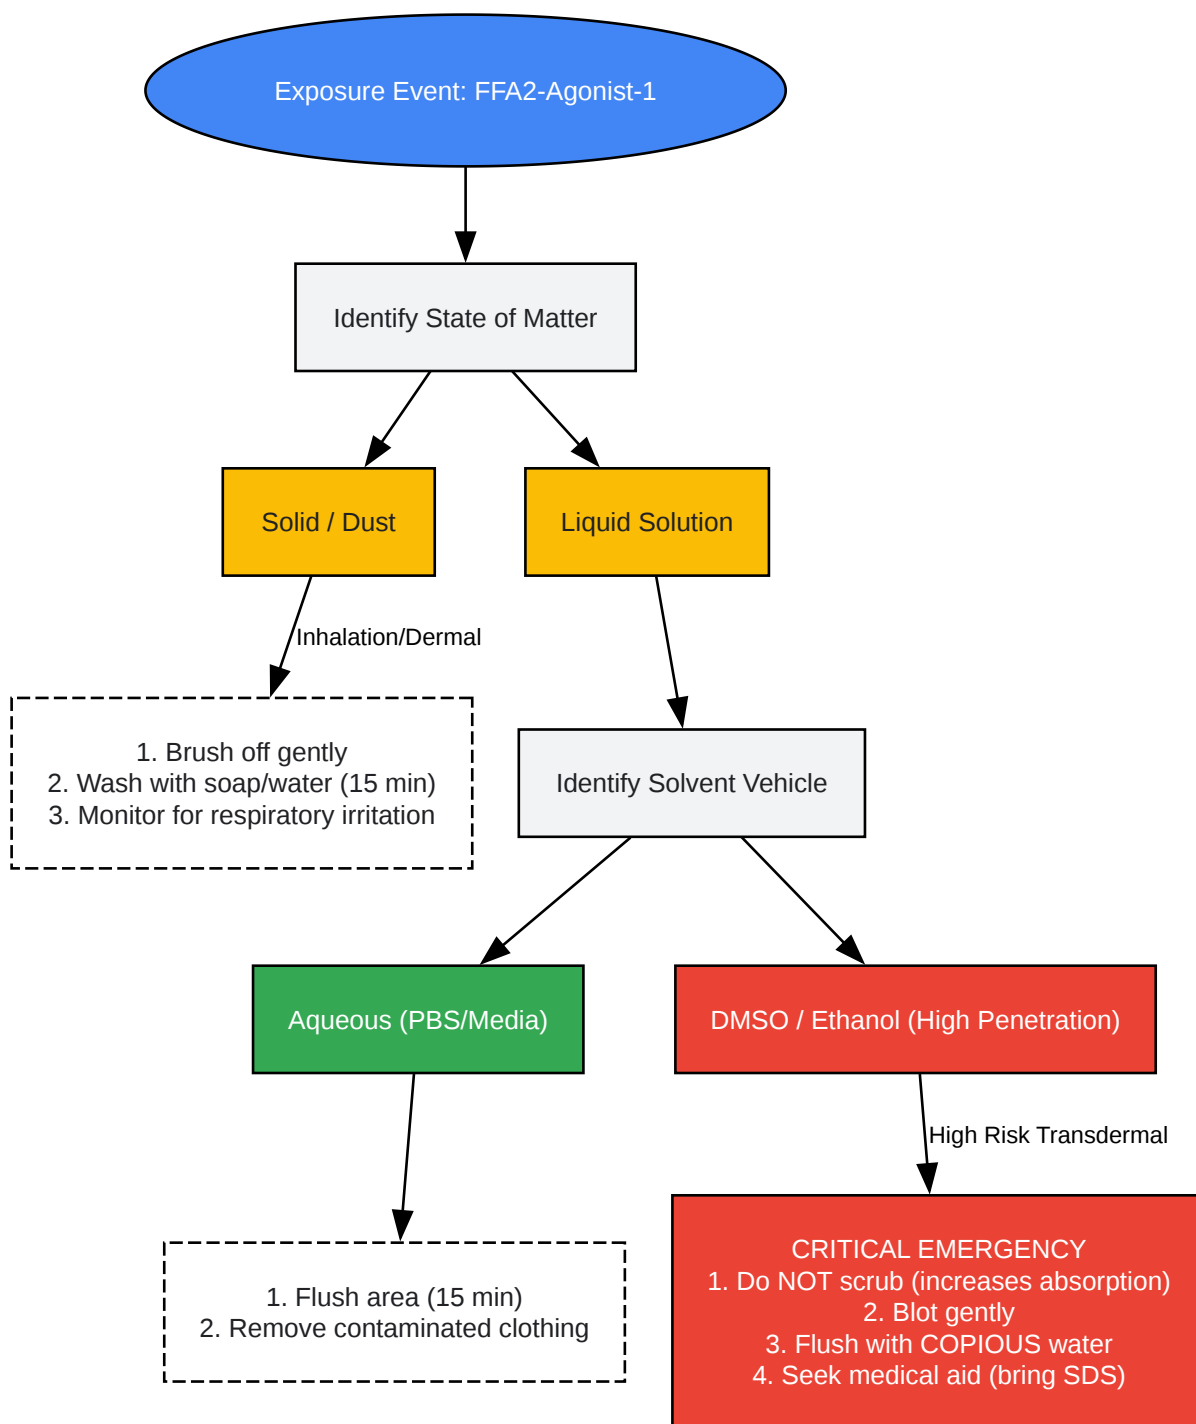 Exposure Event: FFA2-Agonist-1
Identify State of Matter
Solid / Dust
Liquid Solution
Inhalation/Dermal
1. Brush off gently
2. Wash with soap/water (15 min)
3. Monitor for respiratory irritation
Identify Solvent Vehicle
Aqueous (PBS/Media)
DMSO / Ethanol (High Penetration)
High Risk Transdermal
1. Flush area (15 min)
2. Remove contaminated clothing
CRITICAL EMERGENCY
1. Do NOT scrub (increases absorption)
2. Blot gently
3. Flush with COPIOUS water
4. Seek medical aid (bring SDS)